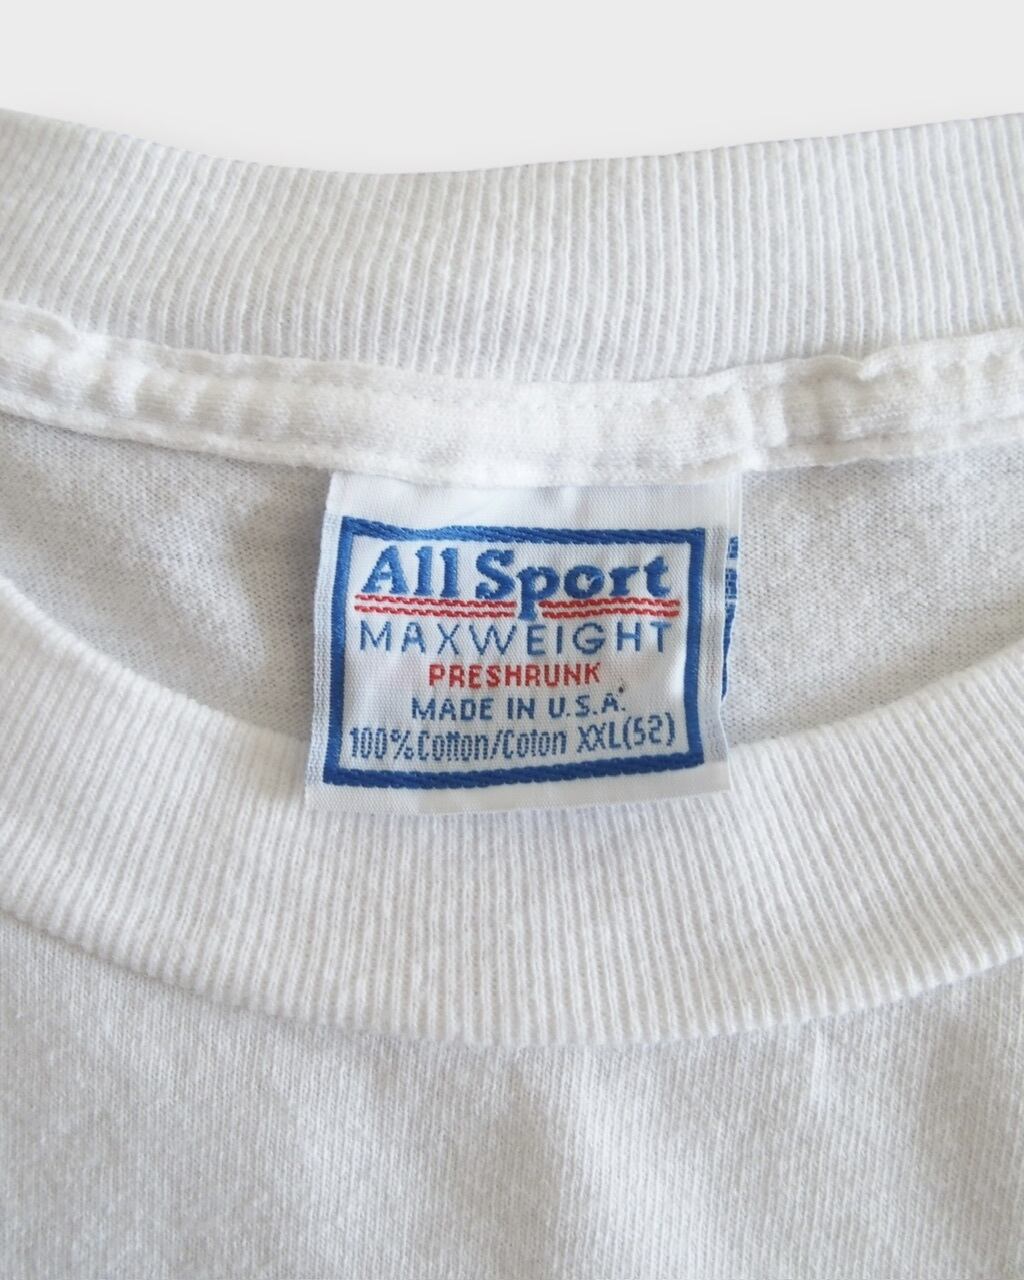 All Sport
MAXWEIGHT
PRESHRUNK
MADE IN U.S.A.
100% Cotton/Coton XXL(52)